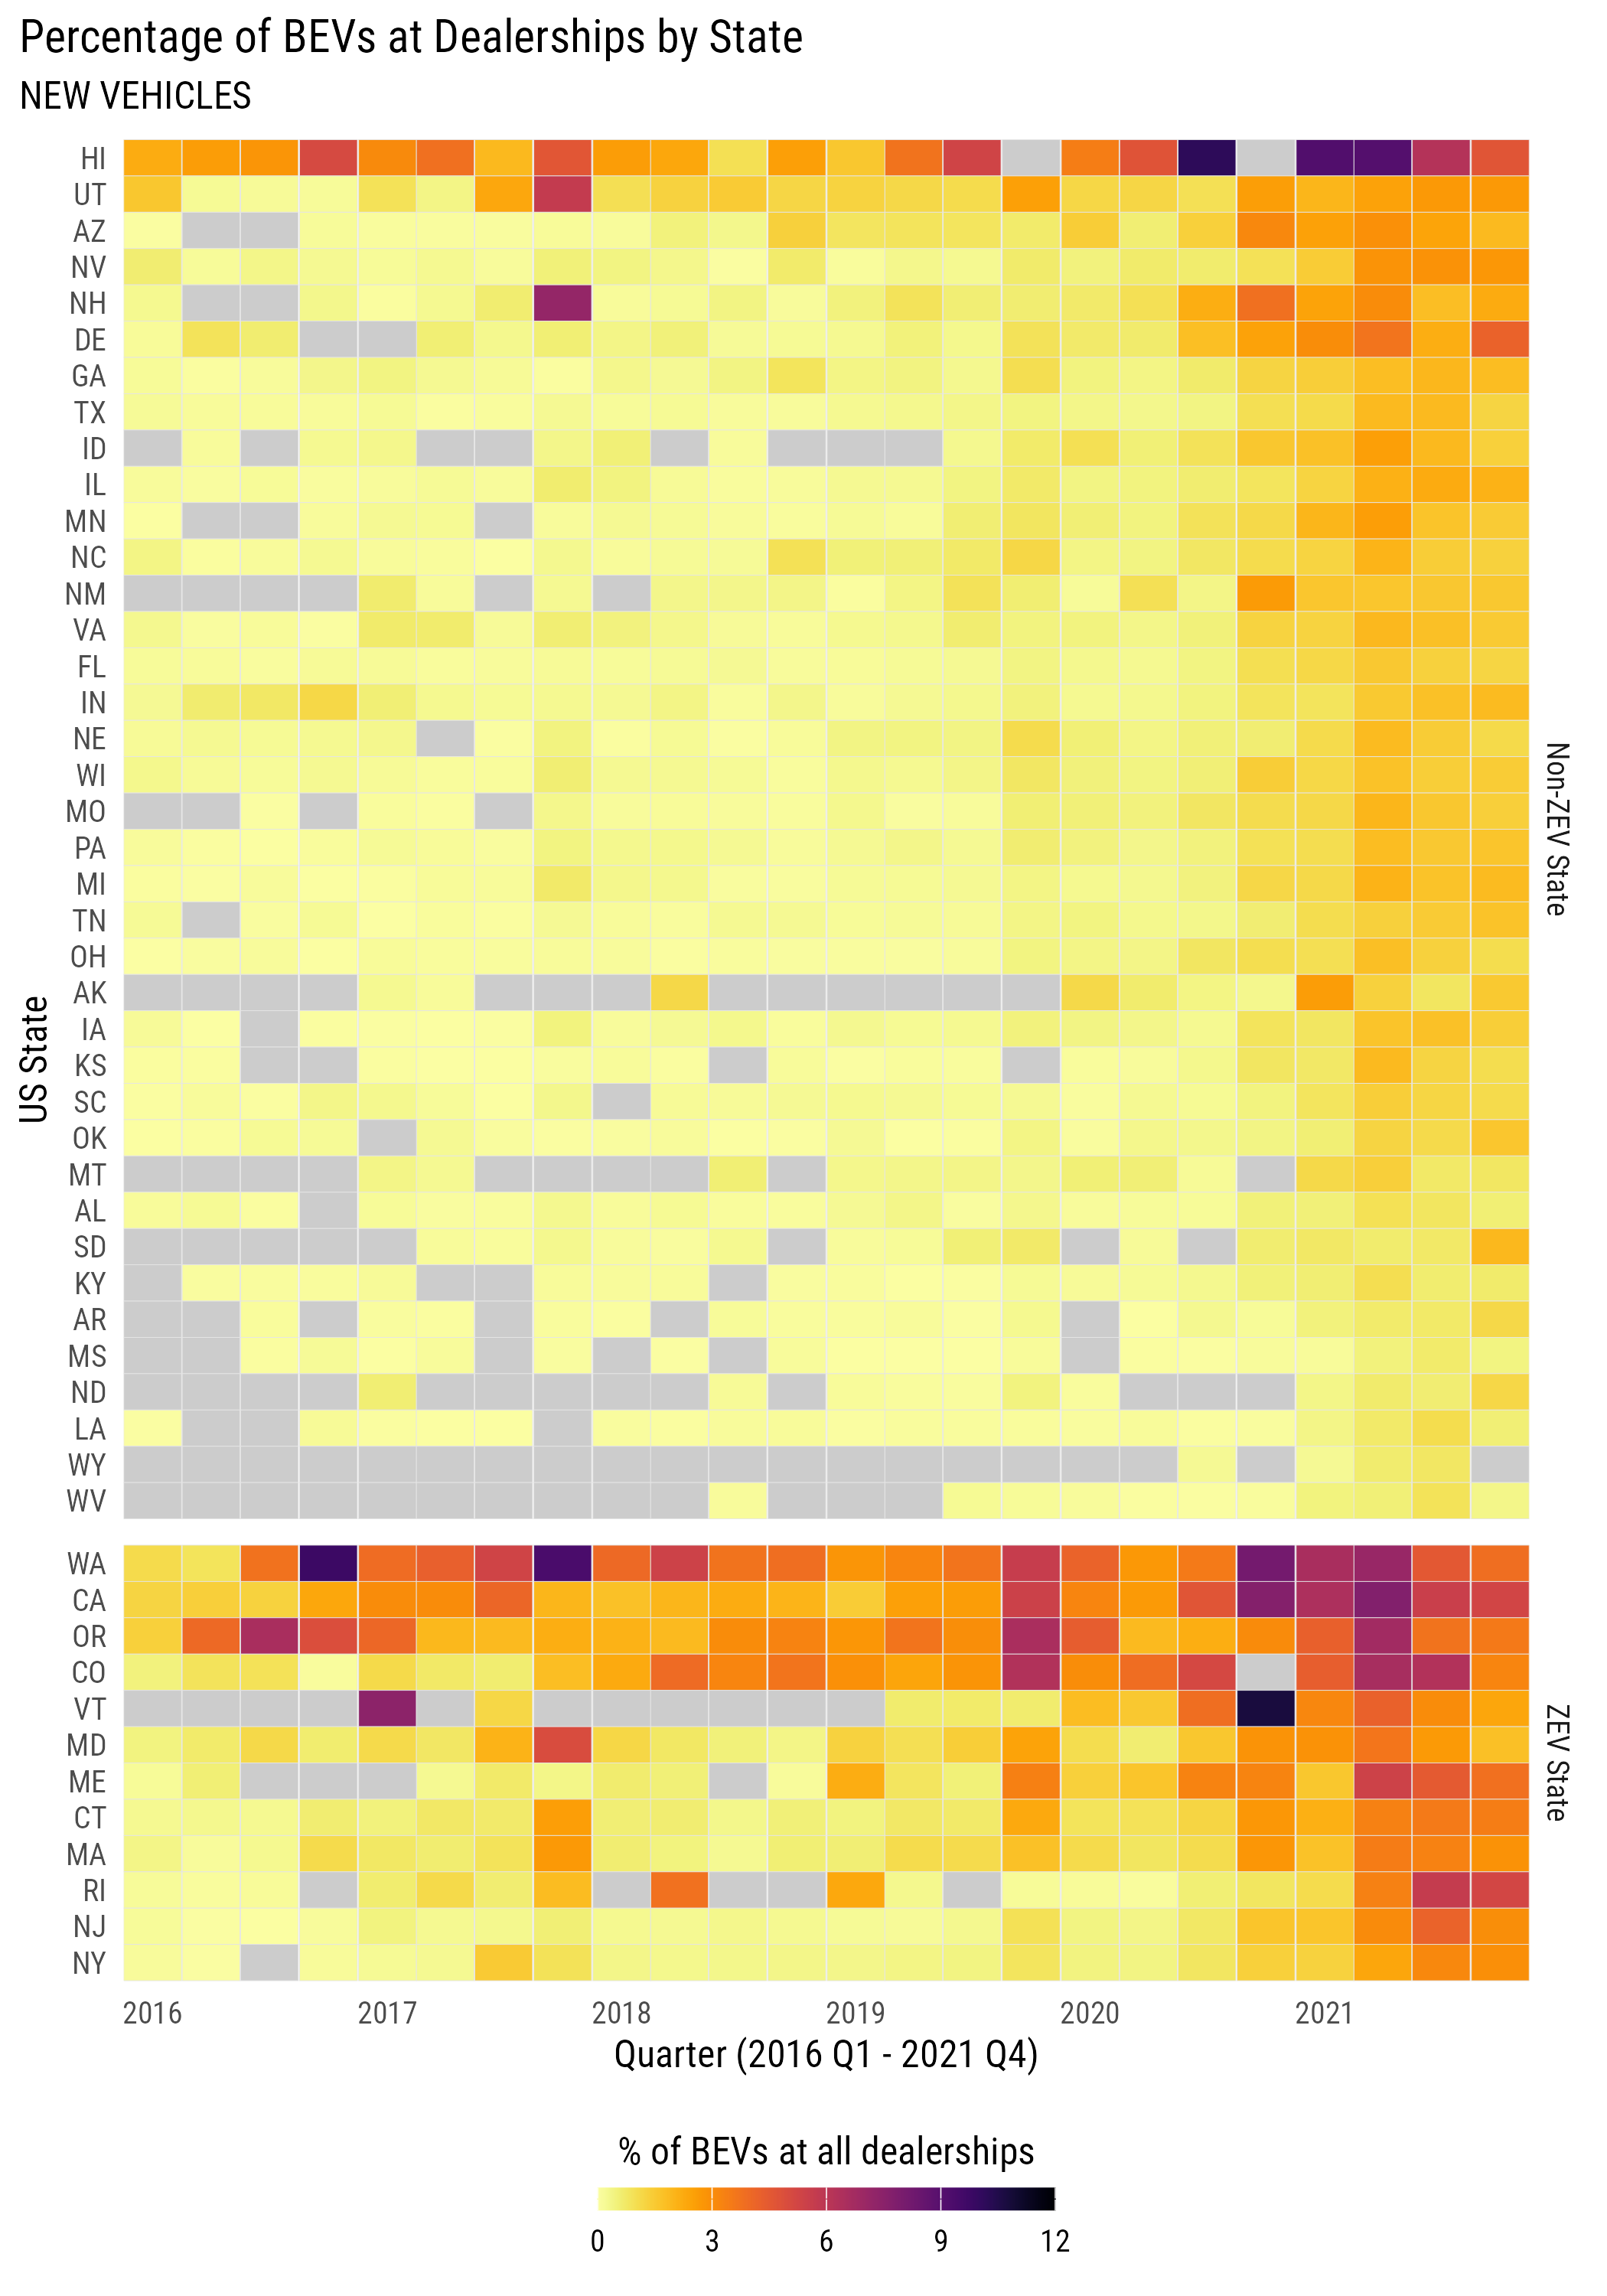 Percentage of BEVs at Dealerships by State
NEW VEHICLES
HI
UT
AZ
NV
NH
DE
GA
TX
ID
IL
MN
NC
NM
VA
FL
IN
NE
WI
MO
PA
MI
TN
OH
AK
IA
KS
SC
OK
MT
AL
SD
KY
AR
MS
ND
LA
WY
WV
Non-ZEV State
US State
WA
CA
OR
CO
VT
MD
ME
CT
MA
RI
NJ
NY
ZEV State
2016 2017 2018 2019 2020 2021
Quarter (2016 Q1 - 2021 Q4)
% of BEVs at all dealerships
0 3 6 9 12